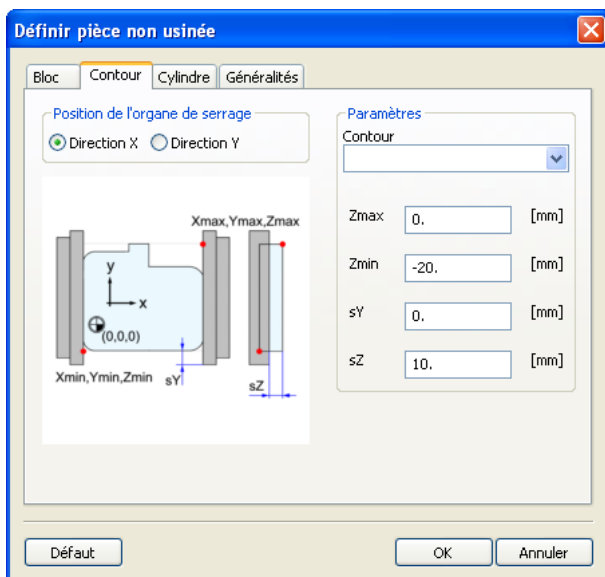 Définir pièce non usinée
Bloc Contour Cylindre Généralités
Position de l'organe de serrage
Direction X Direction Y
Xmax,Ymax,Zmax
y
x
(0,0,0)
Xmin,Ymin,Zmin sY
sZ
Paramètres
Contour
Zmax 0. [mm]
Zmin -20. [mm]
sY 0. [mm]
sZ 10. [mm]
Défaut OK Annuler